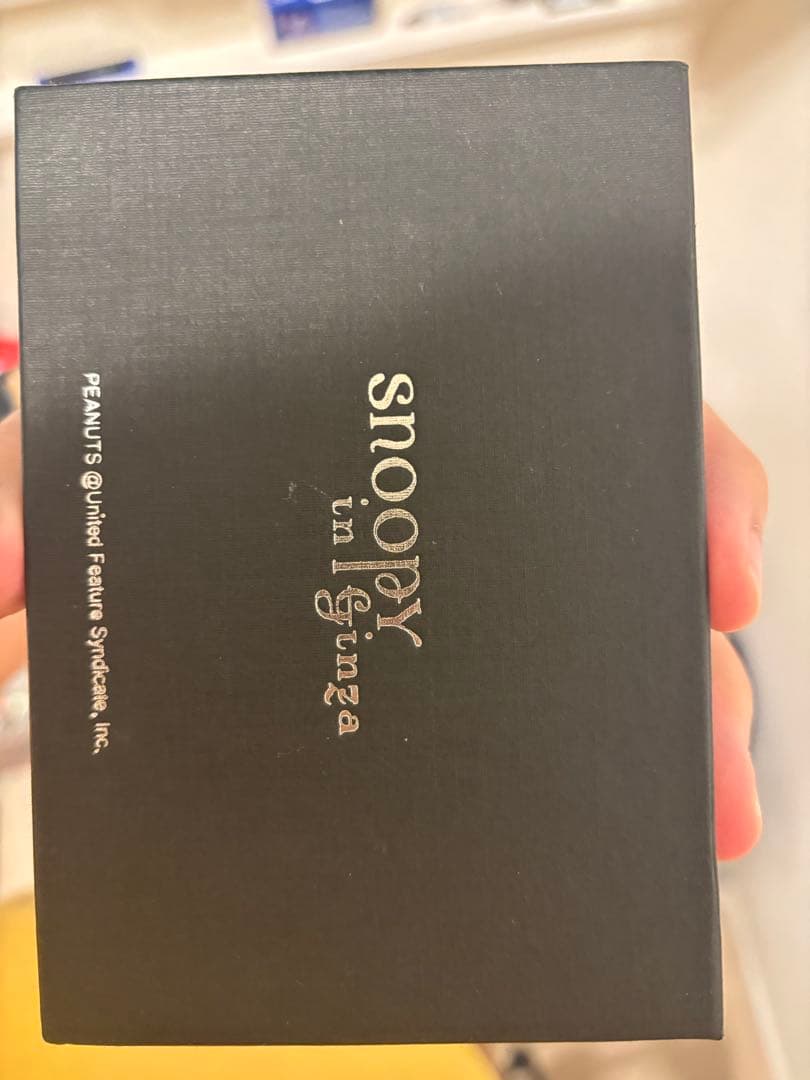 snoopy
in Ginza
PEANUTS @United Feature Syndicate, Inc.